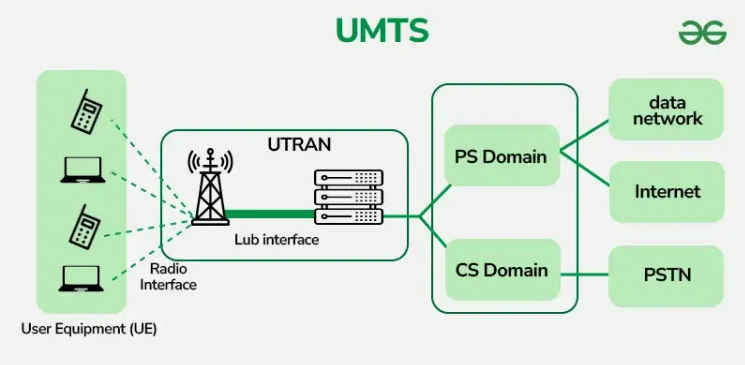 UMTS
UTRAN
Lub interface
Radio
Interface
User Equipment (UE)
PS Domain
CS Domain
data
network
Internet
PSTN